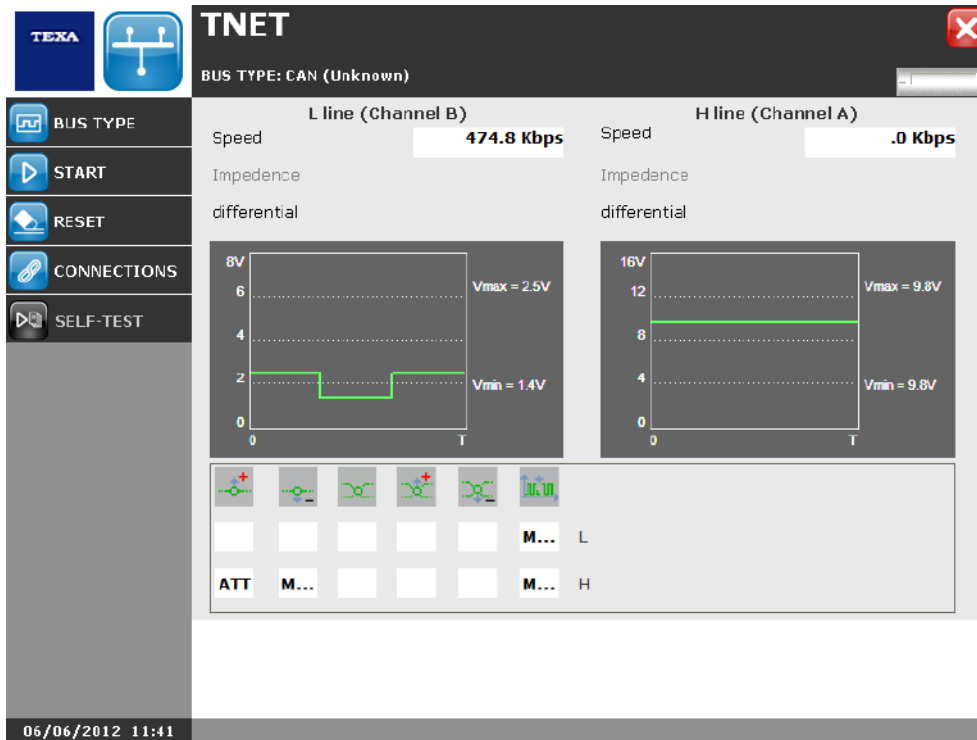 TEXA
TNET
BUS TYPE: CAN (Unknown)
BUS TYPE
START
RESET
CONNECTIONS
SELF-TEST
L line (Channel B)
Speed
474.8 Kbps
Impedence
differential
8V
6
4
2
0
0
T
Vmax = 2.5V
Vmin = 1.4V
H line (Channel A)
Speed
.0 Kbps
Impedence
differential
16V
12
8
4
0
0
T
Vmax = 9.8V
Vmin = 9.8V
M... L
ATT M... M... H
06/06/2012 11:41